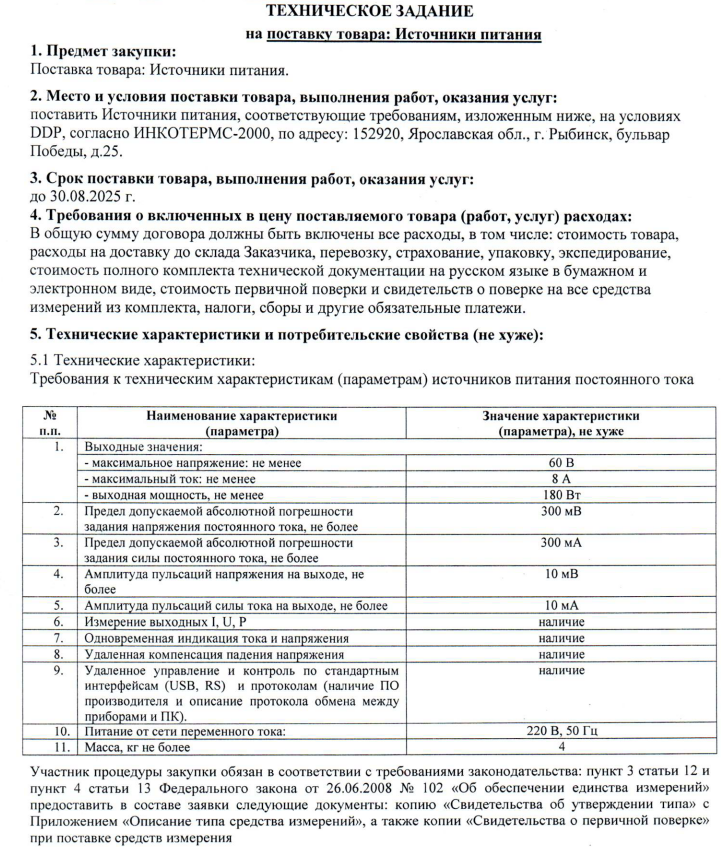 ТЕХНИЧЕСКОЕ ЗАДАНИЕ
на поставку товара: Источники питания
1. Предмет закупки:
Поставка товара: Источники питания.
2. Место и условия поставки товара, выполнения работ, оказания услуг:
поставить Источники питания, соответствующие требованиям, изложенным ниже, на условиях
DDP, согласно ИНКОТЕРМС-2000, по адресу: 152920, Ярославская обл., г. Рыбинск, бульвар
Победы, д.25.
3. Срок поставки товара, выполнения работ, оказания услуг:
до 30.08.2025 г.
4. Требования о включенных в цену поставляемого товара (работ, услуг) расходах:
В общую сумму договора должны быть включены все расходы, в том числе: стоимость товара,
расходы на доставку до склада Заказчика, перевозку, страхование, упаковку, экспедирование,
стоимость полного комплекта технической документации на русском языке в бумажном и
электронном виде, стоимость первичной поверки и свидетельств о поверке на все средства
измерений из комплекта, налоги, сборы и другие обязательные платежи.
5. Технические характеристики и потребительские свойства (не хуже):
5.1 Технические характеристики:
Требования к техническим характеристикам (параметрам) источников питания постоянного тока
№ Наименование характеристики Значение характеристики
п.п. (параметра) (параметра), не хуже
1. Выходные значения:
- максимальное напряжение: не менее 60 В
- максимальный ток: не менее 8 А
- выходная мощность, не менее 180 Вт
2. Предел допускаемой абсолютной погрешности 300 мВ
задания напряжения постоянного тока, не более
3. Предел допускаемой абсолютной погрешности 300 мА
задания силы постоянного тока, не более
4. Амплитуда пульсаций напряжения на выходе, не 10 мВ
более
5. Амплитуда пульсаций силы тока на выходе, не более 10 мА
6. Измерение выходных I, U, P наличие
7. Одновременная индикация тока и напряжения наличие
8. Удаленная компенсация падения напряжения наличие
9. Удаленное управление и контроль по стандартным наличие
интерфейсам (USB, RS) и протоколам (наличие ПО
производителя и описание протокола обмена между
приборами и ПК).
10. Питание от сети переменного тока: 220 В, 50 Гц
11. Масса, кг не более 4
Участник процедуры закупки обязан в соответствии с требованиями законодательства: пункт 3 статьи 12 и
пункт 4 статьи 13 Федерального закона от 26.06.2008 № 102 «Об обеспечении единства измерений»
предоставить в составе заявки следующие документы: копию «Свидетельства об утверждении типа» с
Приложением «Описание типа средства измерений», а также копии «Свидетельства о первичной поверке»
при поставке средств измерения